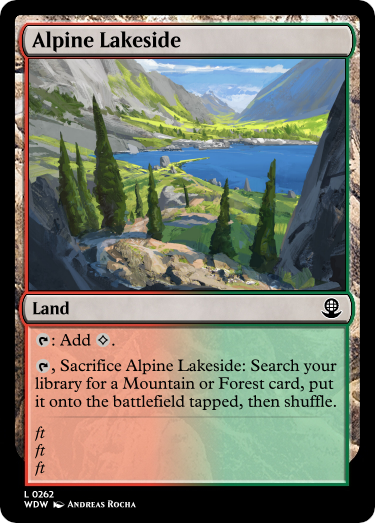 Alpine Lakeside
Land
: Add .
, Sacrifice Alpine Lakeside: Search your
library for a Mountain or Forest card, put
it onto the battlefield tapped, then shuffle.
ft
ft
ft
L 0262
WDW Andreas Rocha